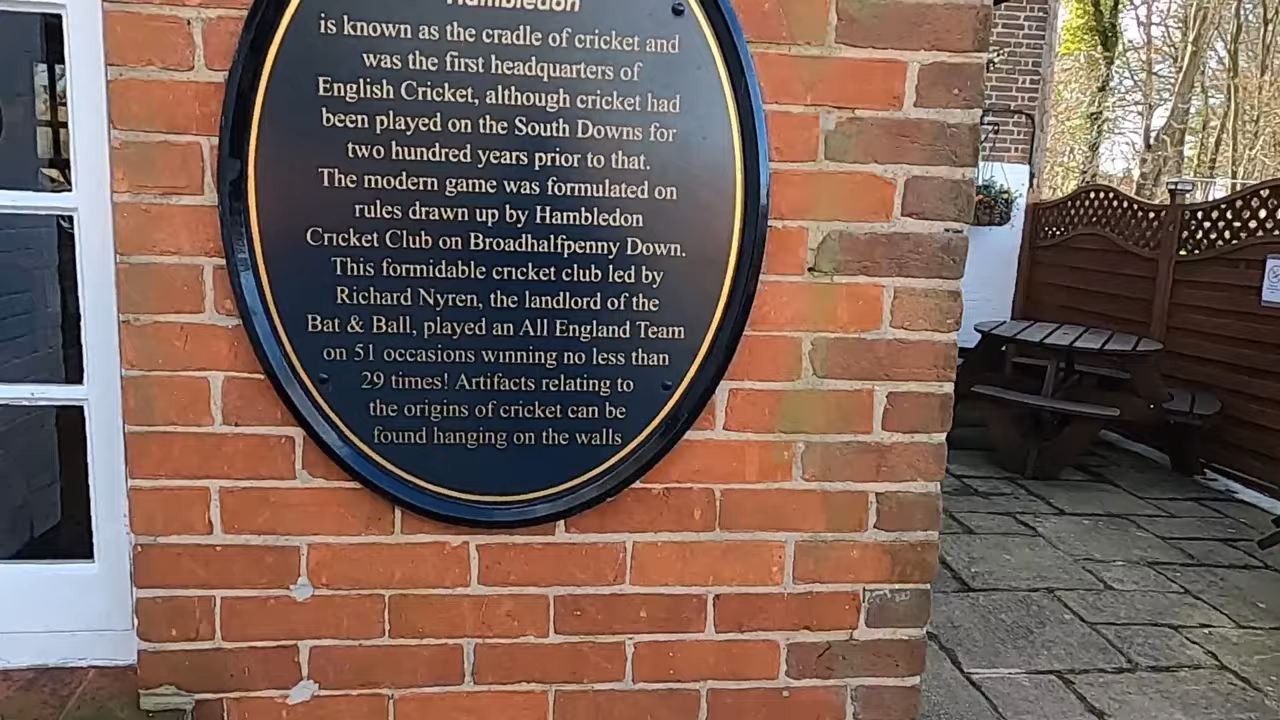 Hambledon
is known as the cradle of cricket and
was the first headquarters of
English Cricket, although cricket had
been played on the South Downs for
two hundred years prior to that.
The modern game was formulated on
rules drawn up by Hambledon
Cricket Club on Broadhalfpenny Down.
This formidable cricket club led by
Richard Nyren, the landlord of the
Bat & Ball, played an All England Team
on 51 occasions winning no less than
29 times! Artifacts relating to
the origins of cricket can be
found hanging on the walls